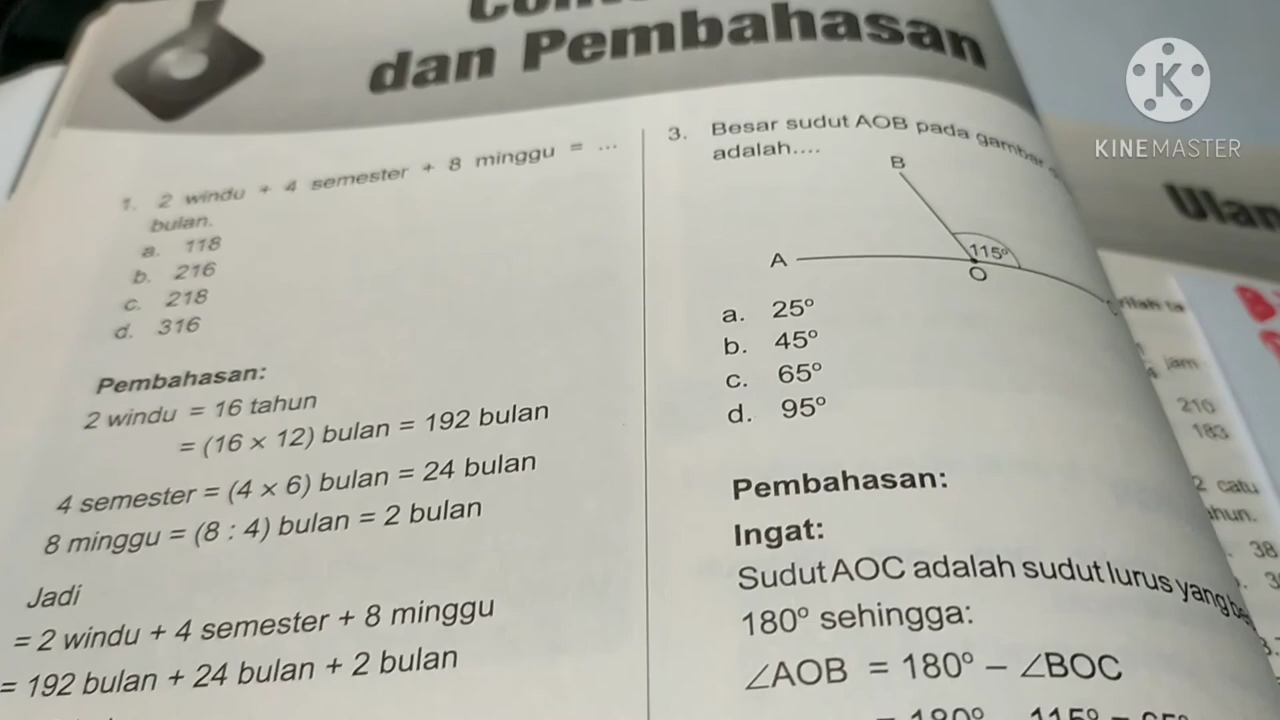 dan Pembahasan
1. 2 windu + 4 semester + 8 minggu = ...
bulan.
a. 118
b. 216
c. 218
d. 316
Pembahasan:
2 windu = 16 tahun
= (16 × 12) bulan = 192 bulan
4 semester = (4 × 6) bulan = 24 bulan
8 minggu = (8 : 4) bulan = 2 bulan
Jadi
= 2 windu + 4 semester + 8 minggu
= 192 bulan + 24 bulan + 2 bulan
3. Besar sudut AOB pada gambar
adalah....
B
A
115°
O
a. 25°
b. 45°
c. 65°
d. 95°
Pembahasan:
Ingat:
Sudut AOC adalah sudut lurus yang
180° sehingga:
∠AOB = 180° – ∠BOC
K
KINEMASTER
jam
210
183
2 catu
38